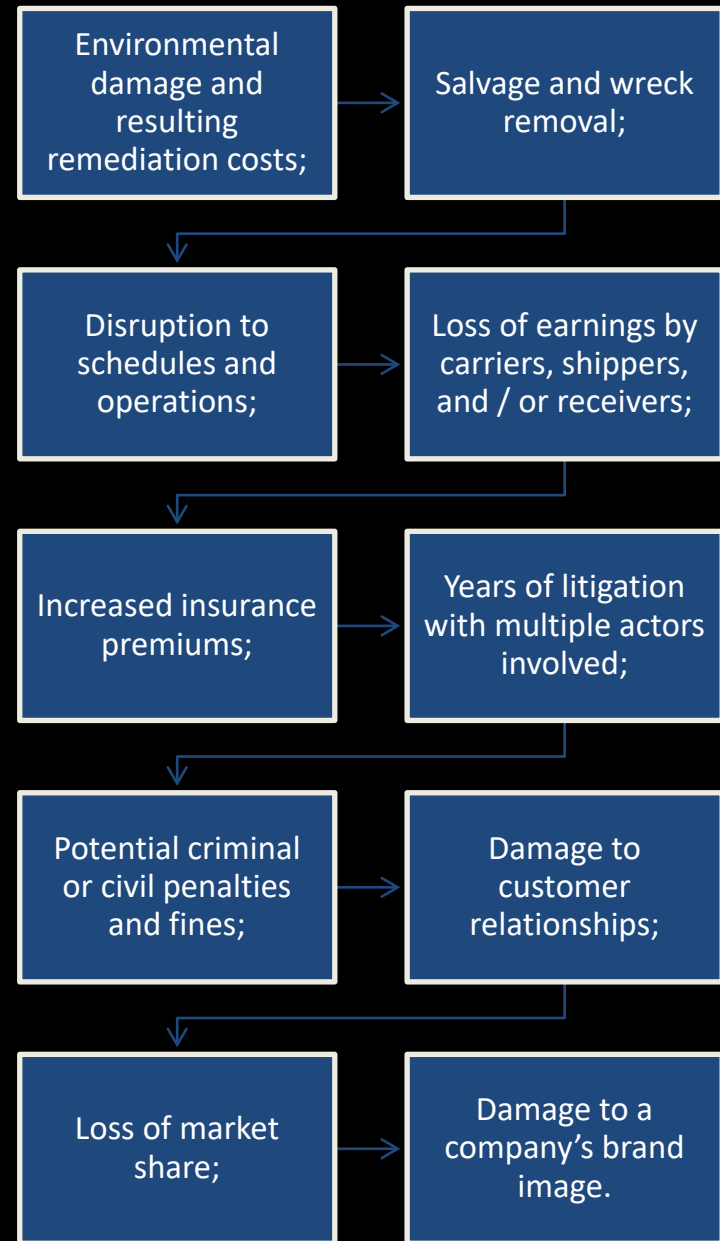 Environmental
damage and
resulting
remediation costs;
Salvage and wreck
removal;
Disruption to
schedules and
operations;
Loss of earnings by
carriers, shippers,
and / or receivers;
Increased insurance
premiums;
Years of litigation
with multiple actors
involved;
Potential criminal
or civil penalties
and fines;
Damage to
customer
relationships;
Loss of market
share;
Damage to a
company’s brand
image.